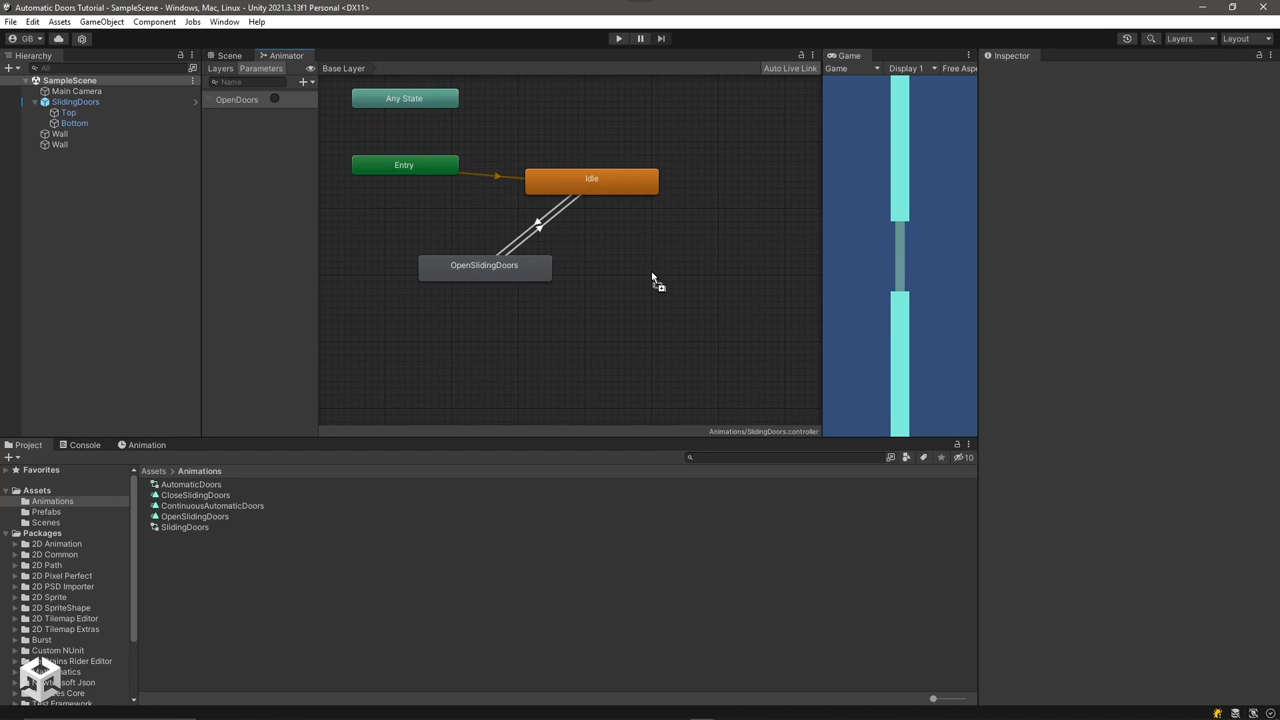 Automatic Doors Tutorial - SampleScene - Windows, Mac, Linux - Unity 2021.3.13f1 Personal <DX11>
File Edit Assets GameObject Component Jobs Window Help
GB Layers Layout
Hierarchy
All
SampleScene
Main Camera
SlidingDoors
Top
Bottom
Wall
Wall
Scene Animator
Layers Parameters Base Layer Auto Live Link
Name
OpenDoors
Any State
Entry
Idle
OpenSlidingDoors
Animations/SlidingDoors.controller
Game
Game Display 1 Free Aspe
Inspector
Project Console Animation
10
Favorites
Assets
Animations
Prefabs
Scenes
Packages
2D Animation
2D Common
2D Path
2D Pixel Perfect
2D PSD Importer
2D Sprite
2D SpriteShape
2D Tilemap Editor
2D Tilemap Extras
Burst
Custom NUnit
Rider Editor
Json
Core
Assets > Animations
AutomaticDoors
CloseSlidingDoors
ContinuousAutomaticDoors
OpenSlidingDoors
SlidingDoors